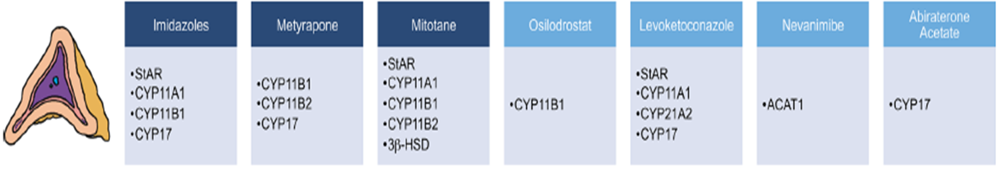 Imidazoles
•StAR
•CYP11A1
•CYP11B1
•CYP17
Metyrapone
•CYP11B1
•CYP11B2
•CYP17
Mitotane
•StAR
•CYP11A1
•CYP11B1
•CYP11B2
•3β-HSD
Osilodrostat
•CYP11B1
Levoketoconazole
•StAR
•CYP11A1
•CYP21A2
•CYP17
Nevanimibe
•ACAT1
Abiraterone
Acetate
•CYP17